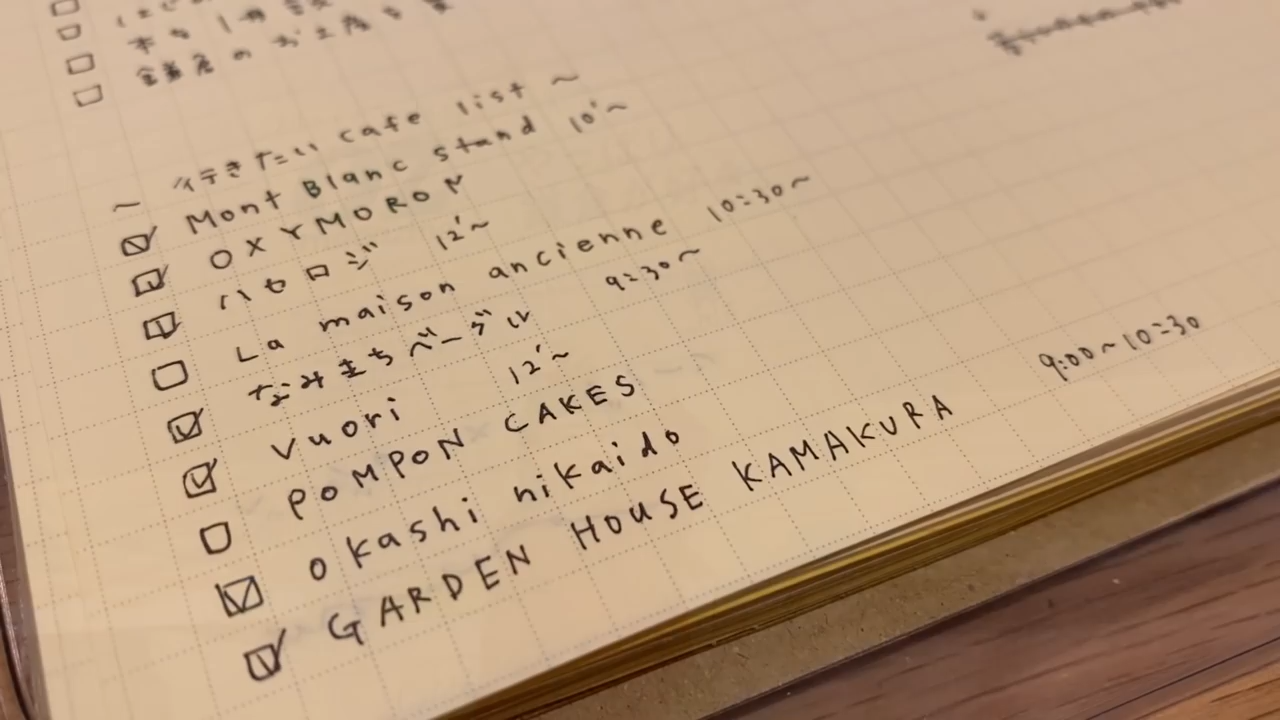 〜 行きたい cafe list 〜
☑ Mont Blanc stand 10'〜
☑ OXYMORON
☑ ハセロジ 12'〜
☐ La maison ancienne 10:30〜
☑ なみまちベーグル 9:30〜
☑ Vuori 12'〜
☐ POMPON CAKES
☑ okashi nikaido
☑ GARDEN HOUSE KAMAKURA 9:00〜10:30